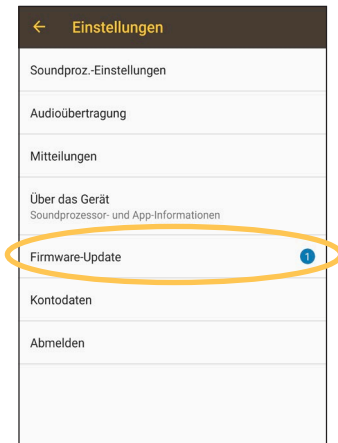 Einstellungen
Soundproz.-Einstellungen
Audioübertragung
Mitteilungen
Über das Gerät
Soundprozessor- und App-Informationen
Firmware-Update 1
Kontodaten
Abmelden